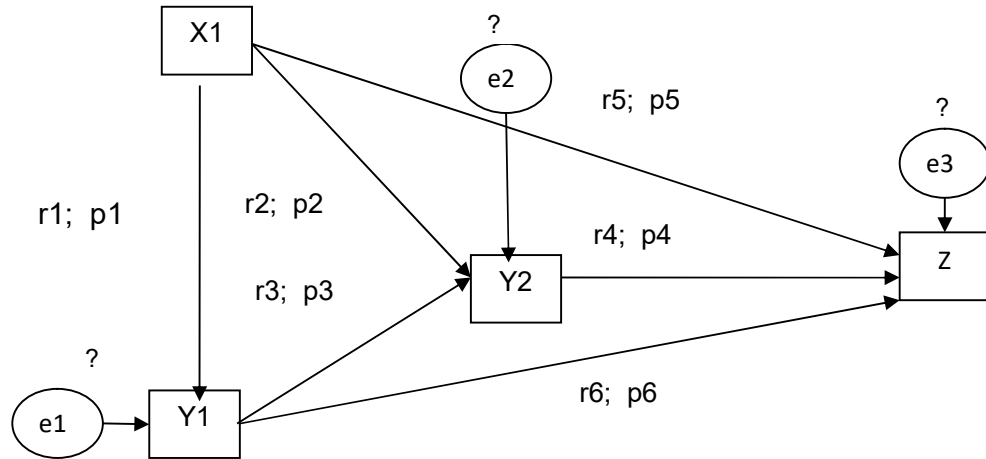 X1
?
e2
r5; p5
?
e3
r1; p1
r2; p2
r4; p4
Z
Y2
r3; p3
?
r6; p6
Y1
e1